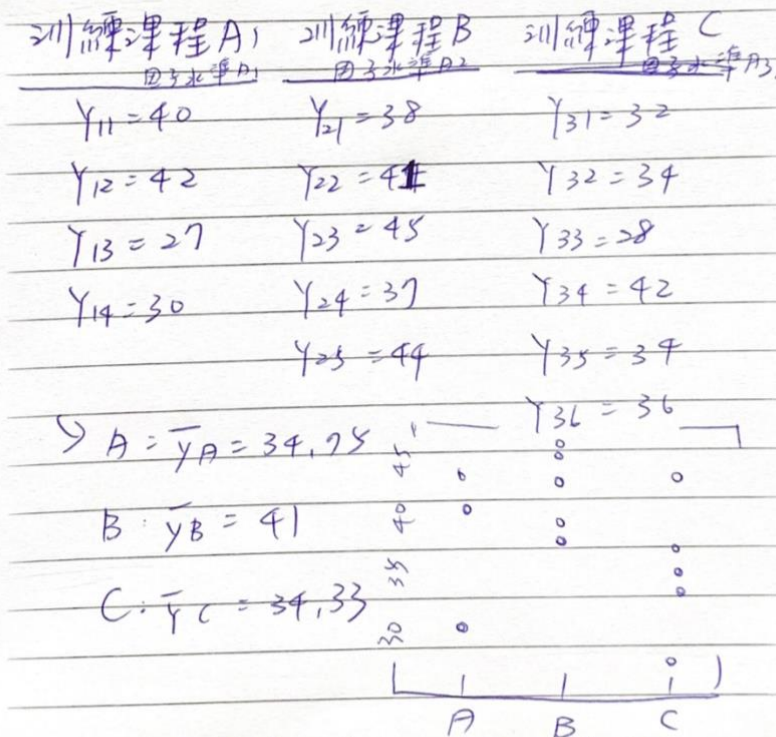 訓練課程A1 訓練課程B 訓練課程C
因子水準A1 因子水準A2 因子水準A3
Y11=40 Y21=38 Y31=32
Y12=42 Y22=41 Y32=34
Y13=27 Y23=45 Y33=28
Y14=30 Y24=37 Y34=42
Y25=44 Y35=34
Y36=36
A: ȳA=34.75
B: ȳB=41
C: ȳC=34.33
45
40
35
30
A B C